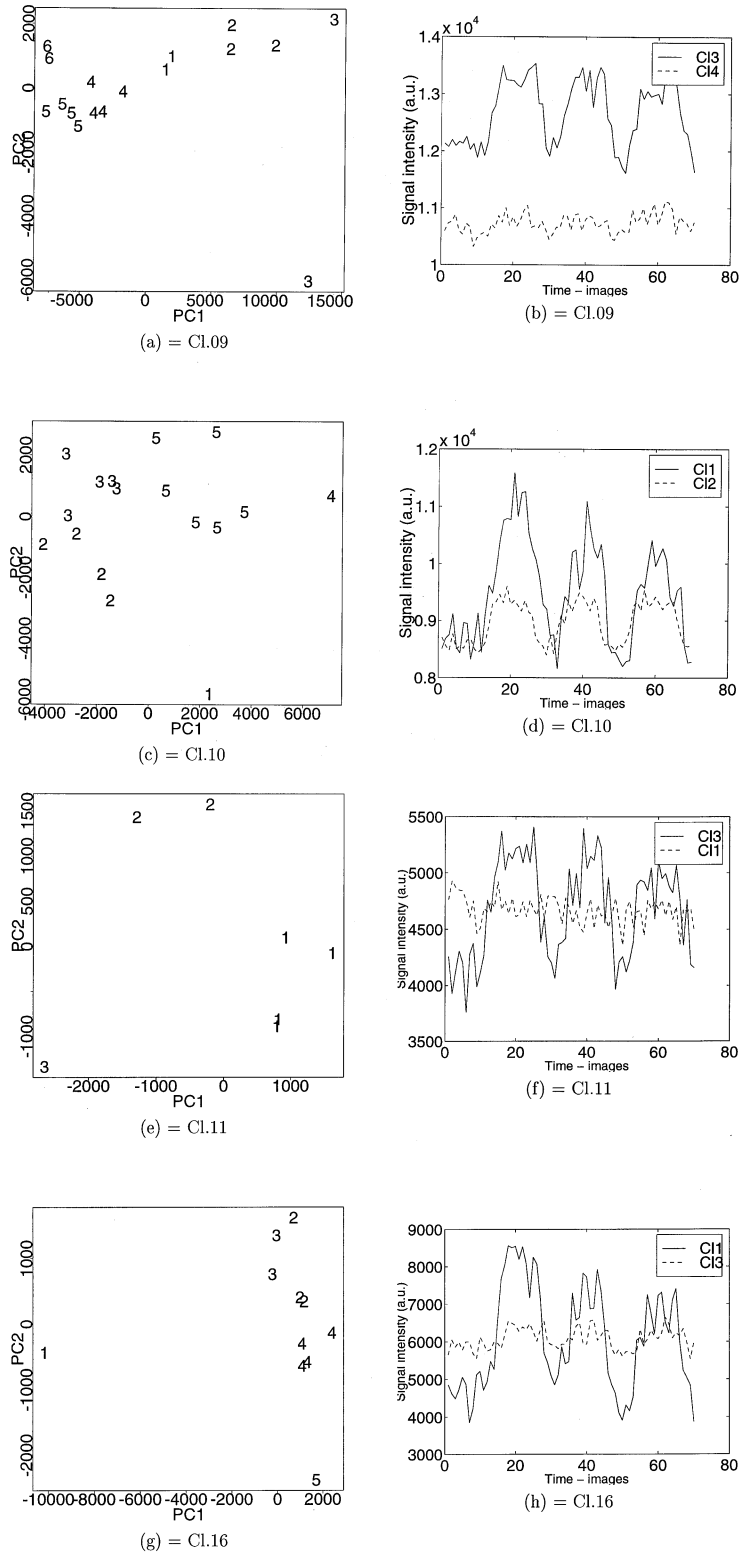 2000
0
-2000
-4000
-6000
PC2
6
6
5
5
5
5
4
4
4
4
1
1
2
2
2
3
3
-5000 0 5000 10000 15000
PC1
(a) = Cl.09
x 10^4
1.4
1.3
1.2
1.1
1
Signal intensity (a.u.)
Cl3
Cl4
0 20 40 60 80
Time – images
(b) = Cl.09
2000
0
-2000
-4000
-6000
PC2
3
3
3
3
3
2
2
2
2
5
5
5
5
5
5
4
1
-4000 -2000 0 2000 4000 6000
PC1
(c) = Cl.10
x 10^4
1.2
1.1
1
0.9
0.8
Signal intensity (a.u.)
Cl1
Cl2
0 20 40 60 80
Time – images
(d) = Cl.10
1500
1000
500
0
-1000
PC2
2
2
1
1
1
1
3
-2000 -1000 0 1000
PC1
(e) = Cl.11
5500
5000
4500
4000
3500
Signal intensity (a.u.)
Cl3
Cl1
0 20 40 60 80
Time – images
(f) = Cl.11
1000
0
-1000
-2000
PC2
2
3
3
2
2
4
4
4
4
1
5
-10000 -8000 -6000 -4000 -2000 0 2000
PC1
(g) = Cl.16
9000
8000
7000
6000
5000
4000
3000
Signal intensity (a.u.)
Cl1
Cl3
0 20 40 60 80
Time – images
(h) = Cl.16